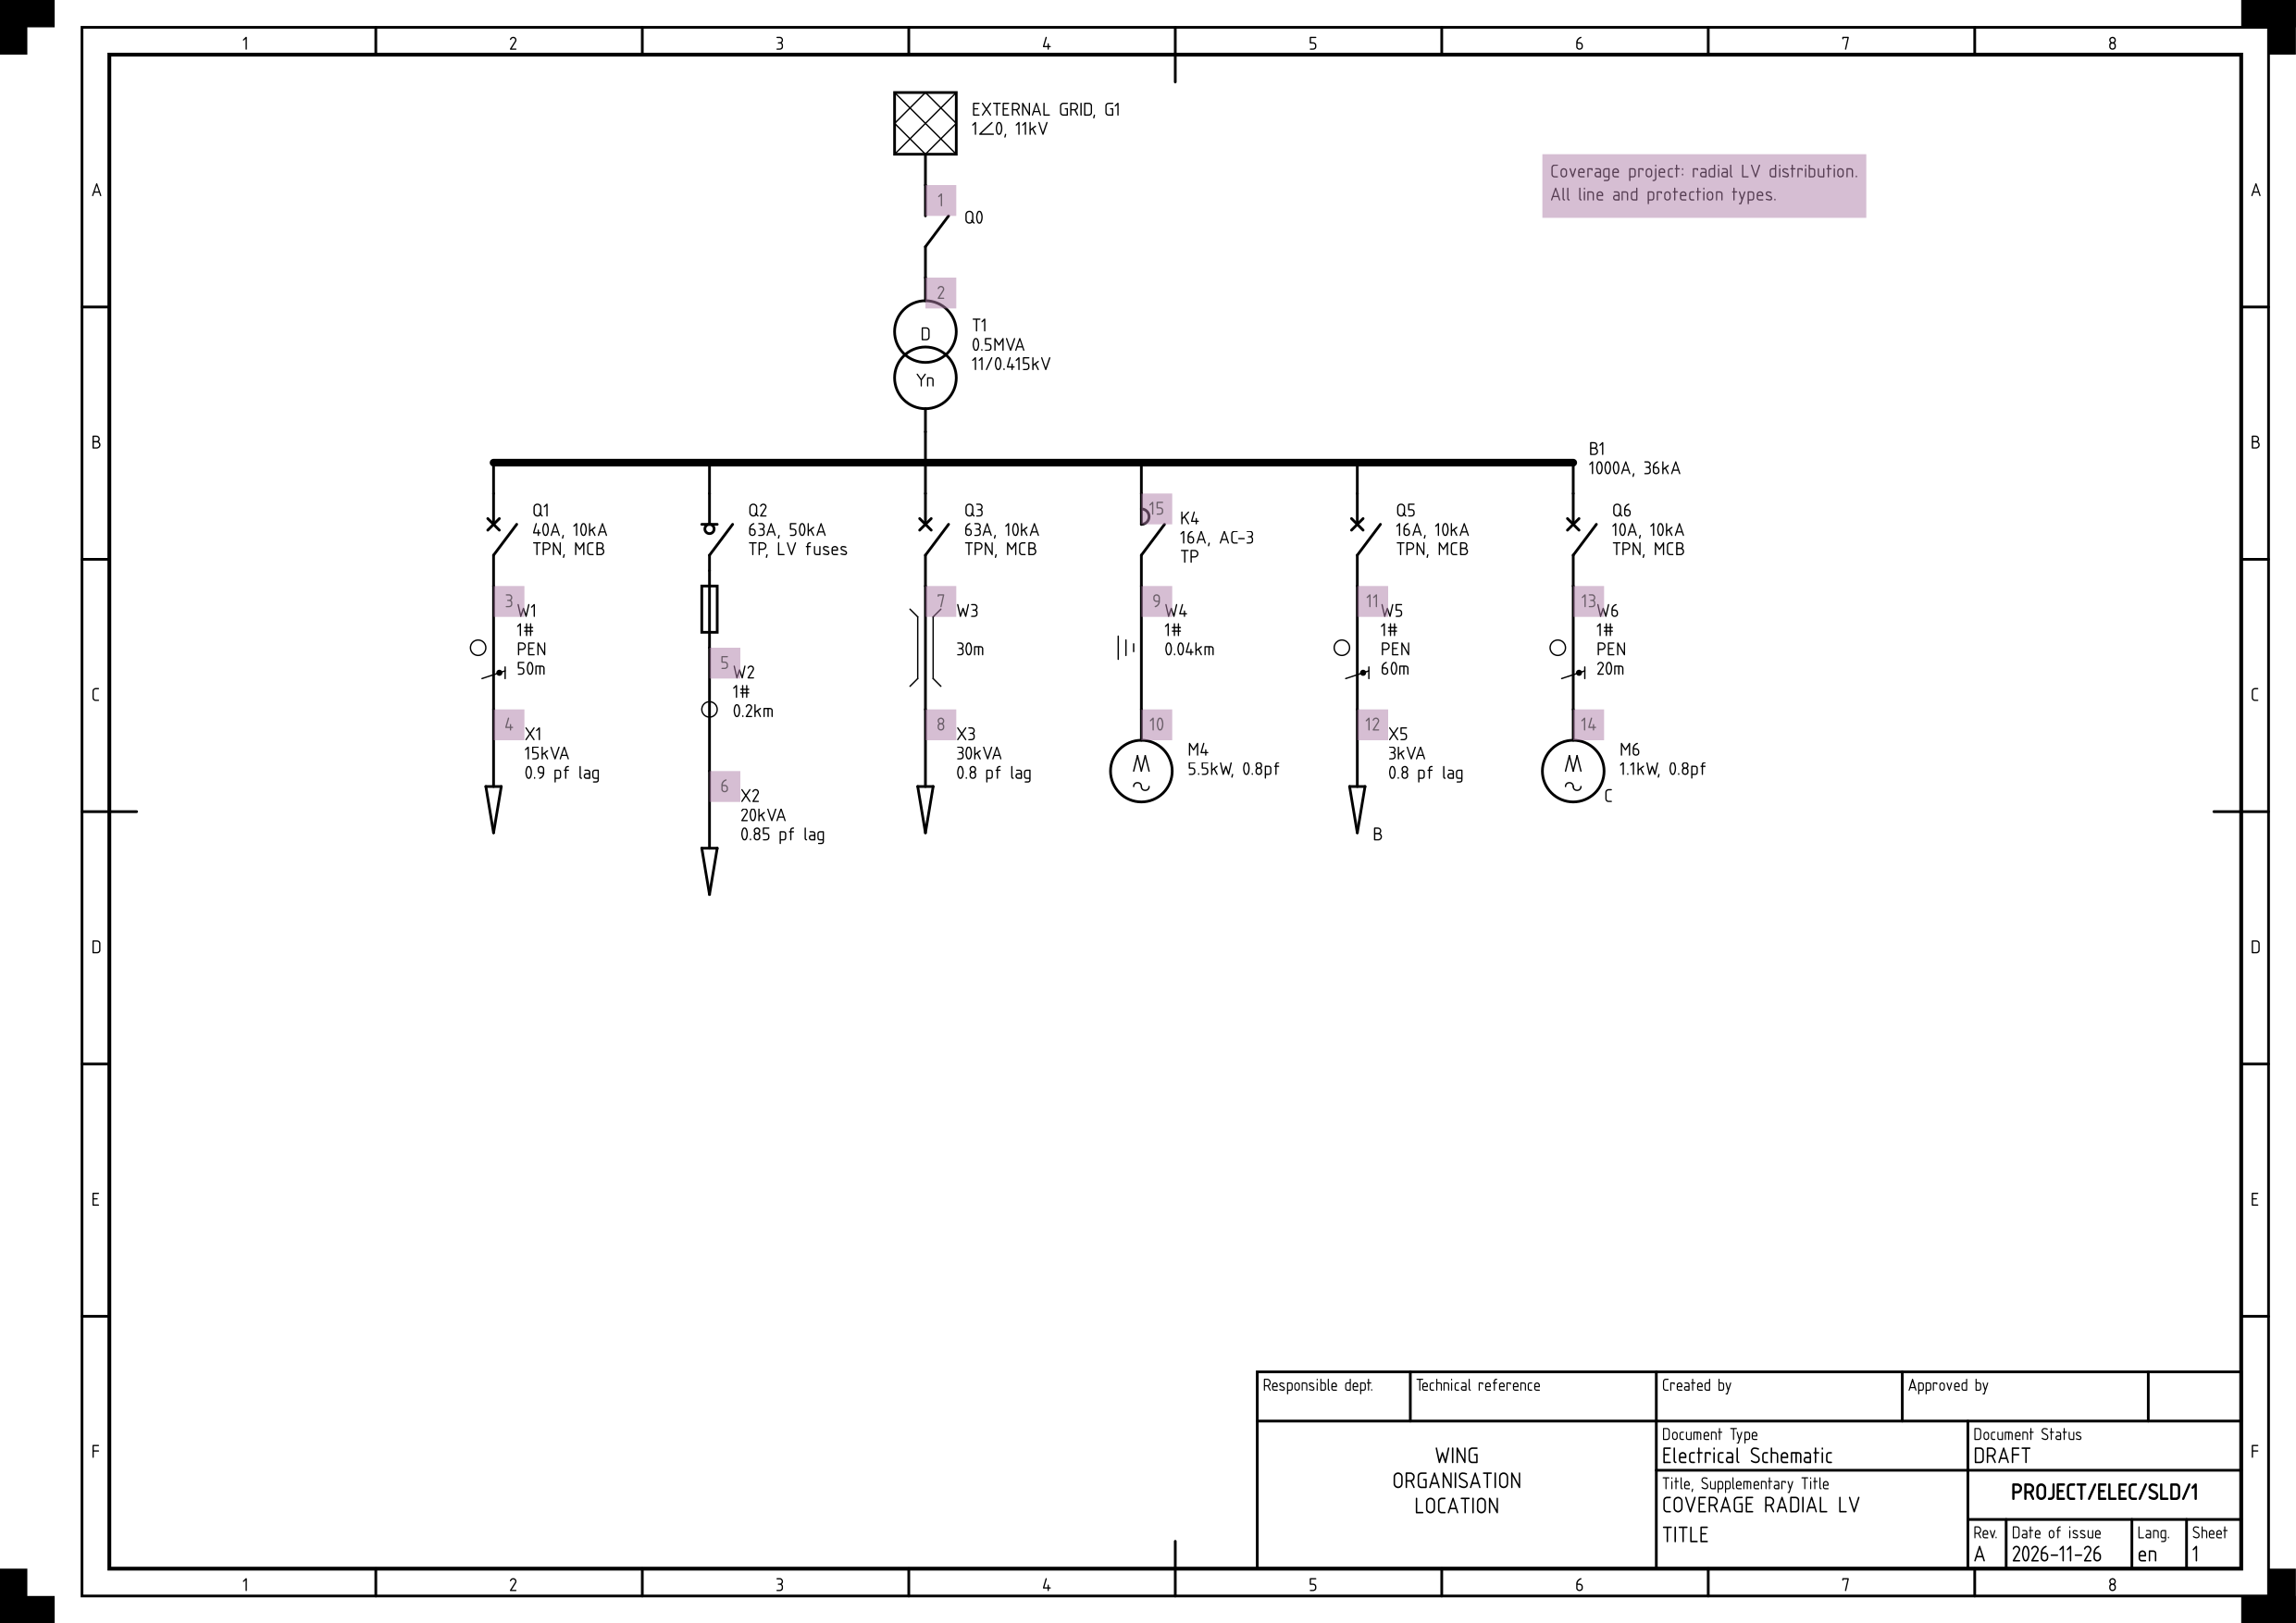 1 2 3 4 5 6 7 8
A A
B B
C C
D D
E E
F F
EXTERNAL GRID, G1
1∠0, 11kV
Coverage project: radial LV distribution.
All line and protection types.
1
Q0
2
D
Yn
T1
0.5MVA
11/0.415kV
B1
1000A, 36kA
Q1
40A, 10kA
TPN, MCB
Q2
63A, 50kA
TP, LV fuses
Q3
63A, 10kA
TPN, MCB
15
K4
16A, AC-3
TP
Q5
16A, 10kA
TPN, MCB
Q6
10A, 10kA
TPN, MCB
3
W1
1#
PEN
50m
5
W2
1#
0.2km
7
W3
30m
9
W4
1#
0.04km
11
W5
1#
PEN
60m
13
W6
1#
PEN
20m
4
X1
15kVA
0.9 pf lag
6
X2
20kVA
0.85 pf lag
8
X3
30kVA
0.8 pf lag
10
M
M4
5.5kW, 0.8pf
12
X5
3kVA
0.8 pf lag
B
14
M
M6
1.1kW, 0.8pf
C
Responsible dept.
Technical reference
Created by
Approved by
WING
ORGANISATION
LOCATION
Document Type
Electrical Schematic
Document Status
DRAFT
Title, Supplementary Title
COVERAGE RADIAL LV
TITLE
PROJECT/ELEC/SLD/1
Rev.
A
Date of issue
2026-11-26
Lang.
en
Sheet
1
1 2 3 4 5 6 7 8